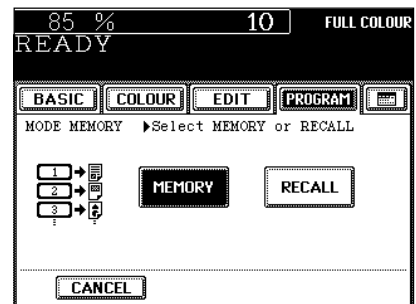 85 % 10 FULL COLOUR
READY
BASIC COLOUR EDIT PROGRAM
MODE MEMORY ▶Select MEMORY or RECALL
1
2
3
MEMORY RECALL
CANCEL